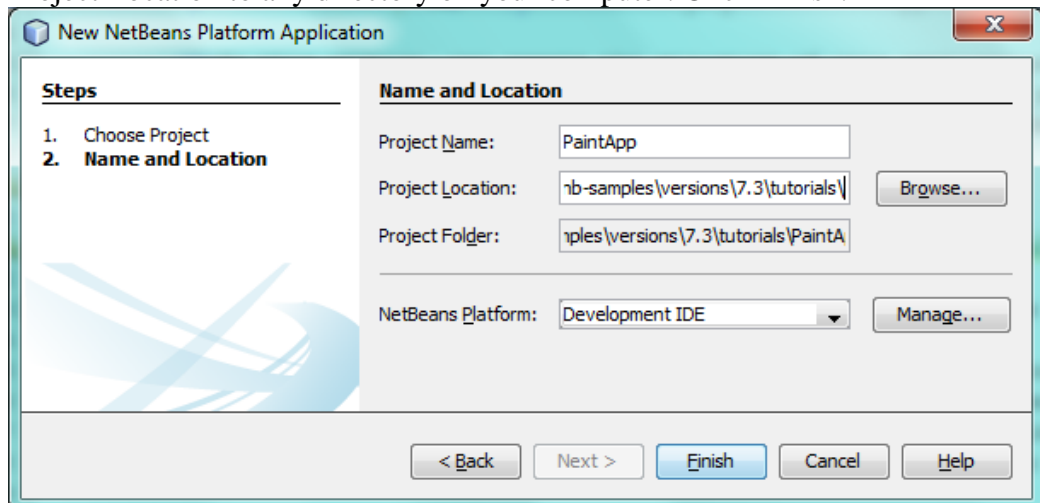 New NetBeans Platform Application
Steps
1. Choose Project
2. Name and Location
Name and Location
Project Name: PaintApp
Project Location: nb-samples\versions\7.3\tutorials\ Browse...
Project Folder: nples\versions\7.3\tutorials\PaintA
NetBeans Platform: Development IDE Manage...
< Back Next > Finish Cancel Help